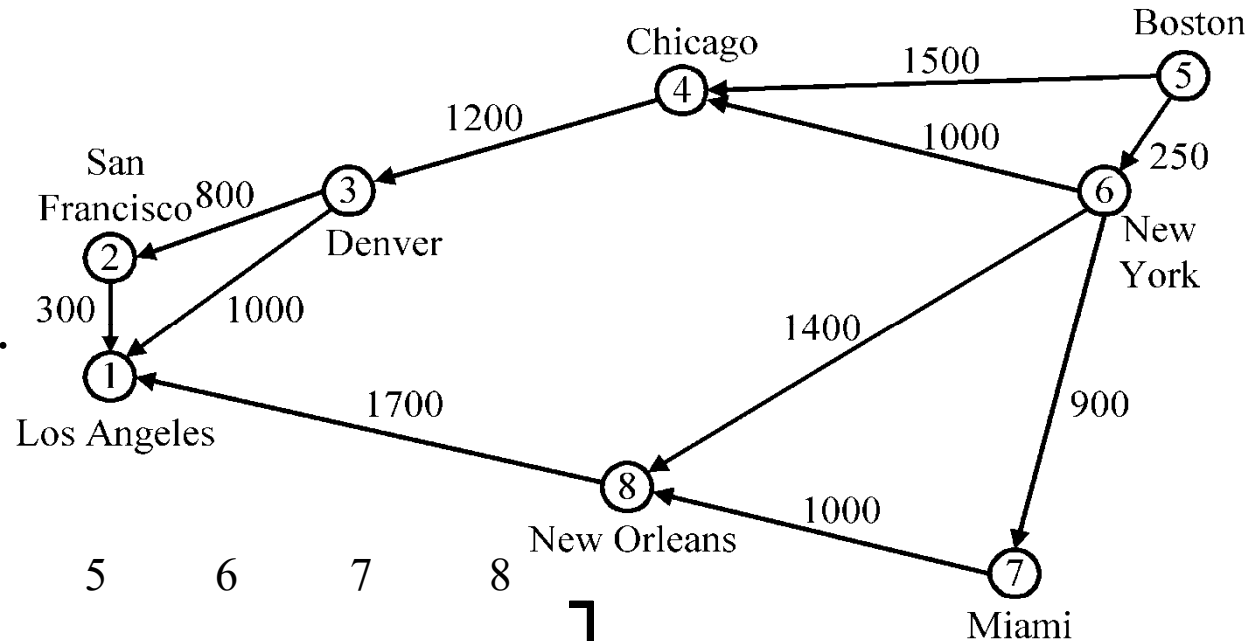 Boston
Chicago
1500
5
4
1200
1000
250
San
Francisco
800
3
6
Denver
New
York
2
300
1000
1400
.
1
1700
900
Los Angeles
8
1000
New Orleans
5 6 7 8
7
Miami